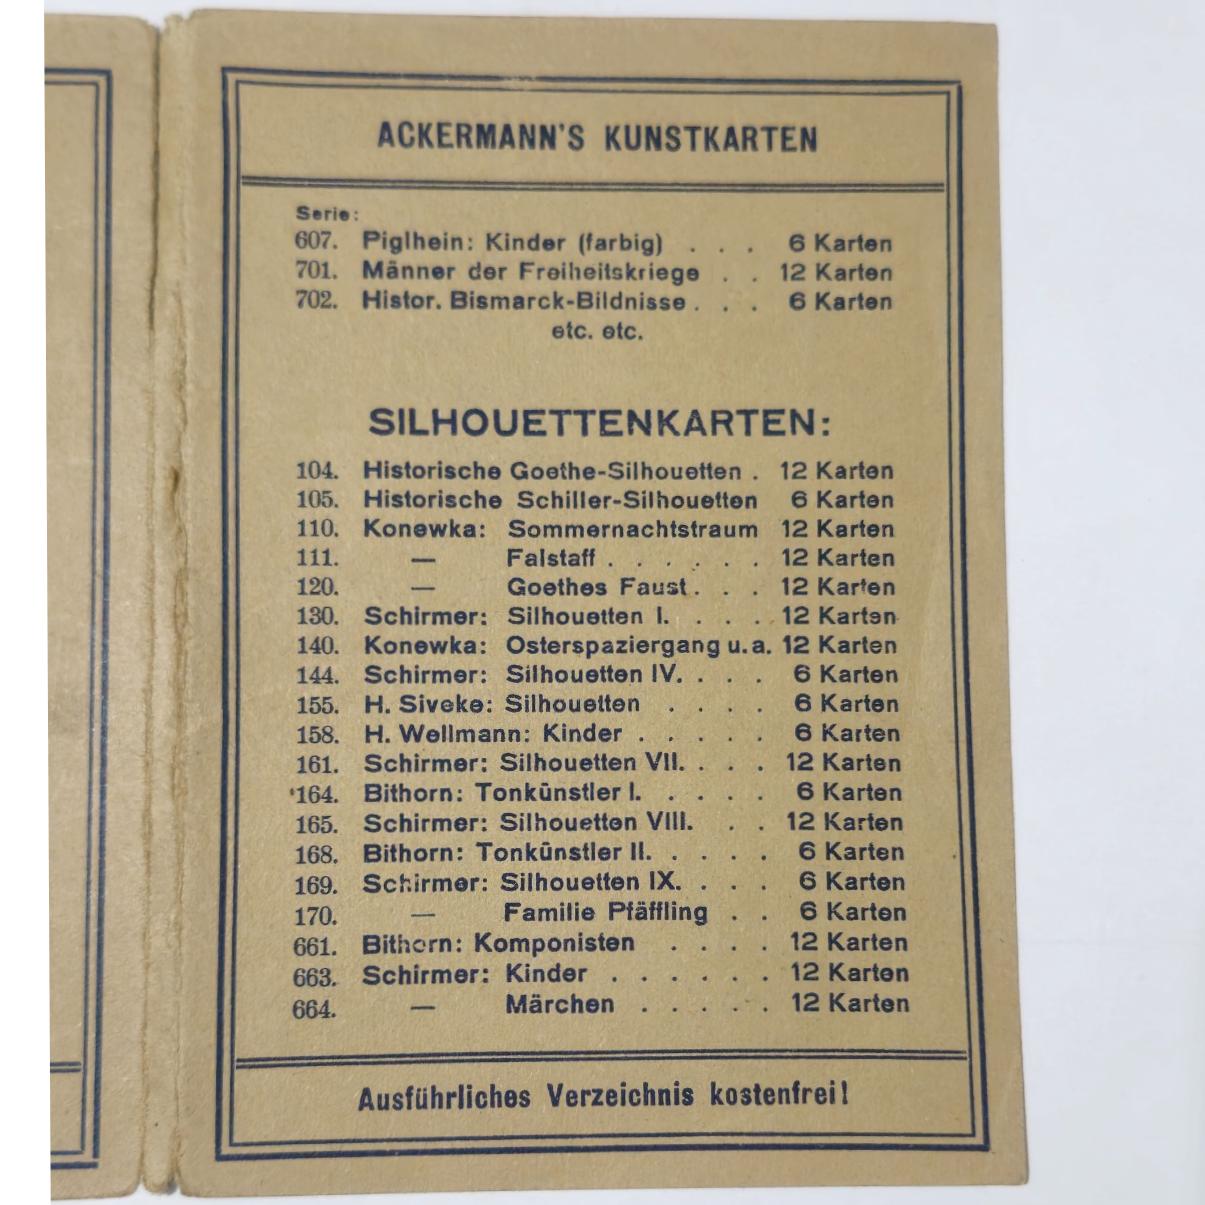 ACKERMANN'S KUNSTKARTEN
Serie:
607. Piglhein: Kinder (farbig) . . . 6 Karten
701. Männer der Freiheitskriege . . 12 Karten
702. Histor. Bismarck-Bildnisse . . . 6 Karten
etc. etc.
SILHOUETTENKARTEN:
104. Historische Goethe-Silhouetten . 12 Karten
105. Historische Schiller-Silhouetten 6 Karten
110. Konewka: Sommernachtstraum 12 Karten
111. — Falstaff . . . . . . 12 Karten
120. — Goethes Faust . . . 12 Karten
130. Schirmer: Silhouetten I. . . . . 12 Karten
140. Konewka: Osterspaziergang u. a. 12 Karten
144. Schirmer: Silhouetten IV. . . . 6 Karten
155. H. Siveke: Silhouetten . . . . 6 Karten
158. H. Wellmann: Kinder . . . . . 6 Karten
161. Schirmer: Silhouetten VII. . . . 12 Karten
164. Bithorn: Tonkünstler I. . . . . 6 Karten
165. Schirmer: Silhouetten VIII. . . 12 Karten
168. Bithorn: Tonkünstler II. . . . . 6 Karten
169. Schirmer: Silhouetten IX. . . . 6 Karten
170. — Familie Pfäffling . . 6 Karten
661. Bithorn: Komponisten . . . . 12 Karten
663. Schirmer: Kinder . . . . . . 12 Karten
664. — Märchen . . . . . 12 Karten
Ausführliches Verzeichnis kostenfrei!